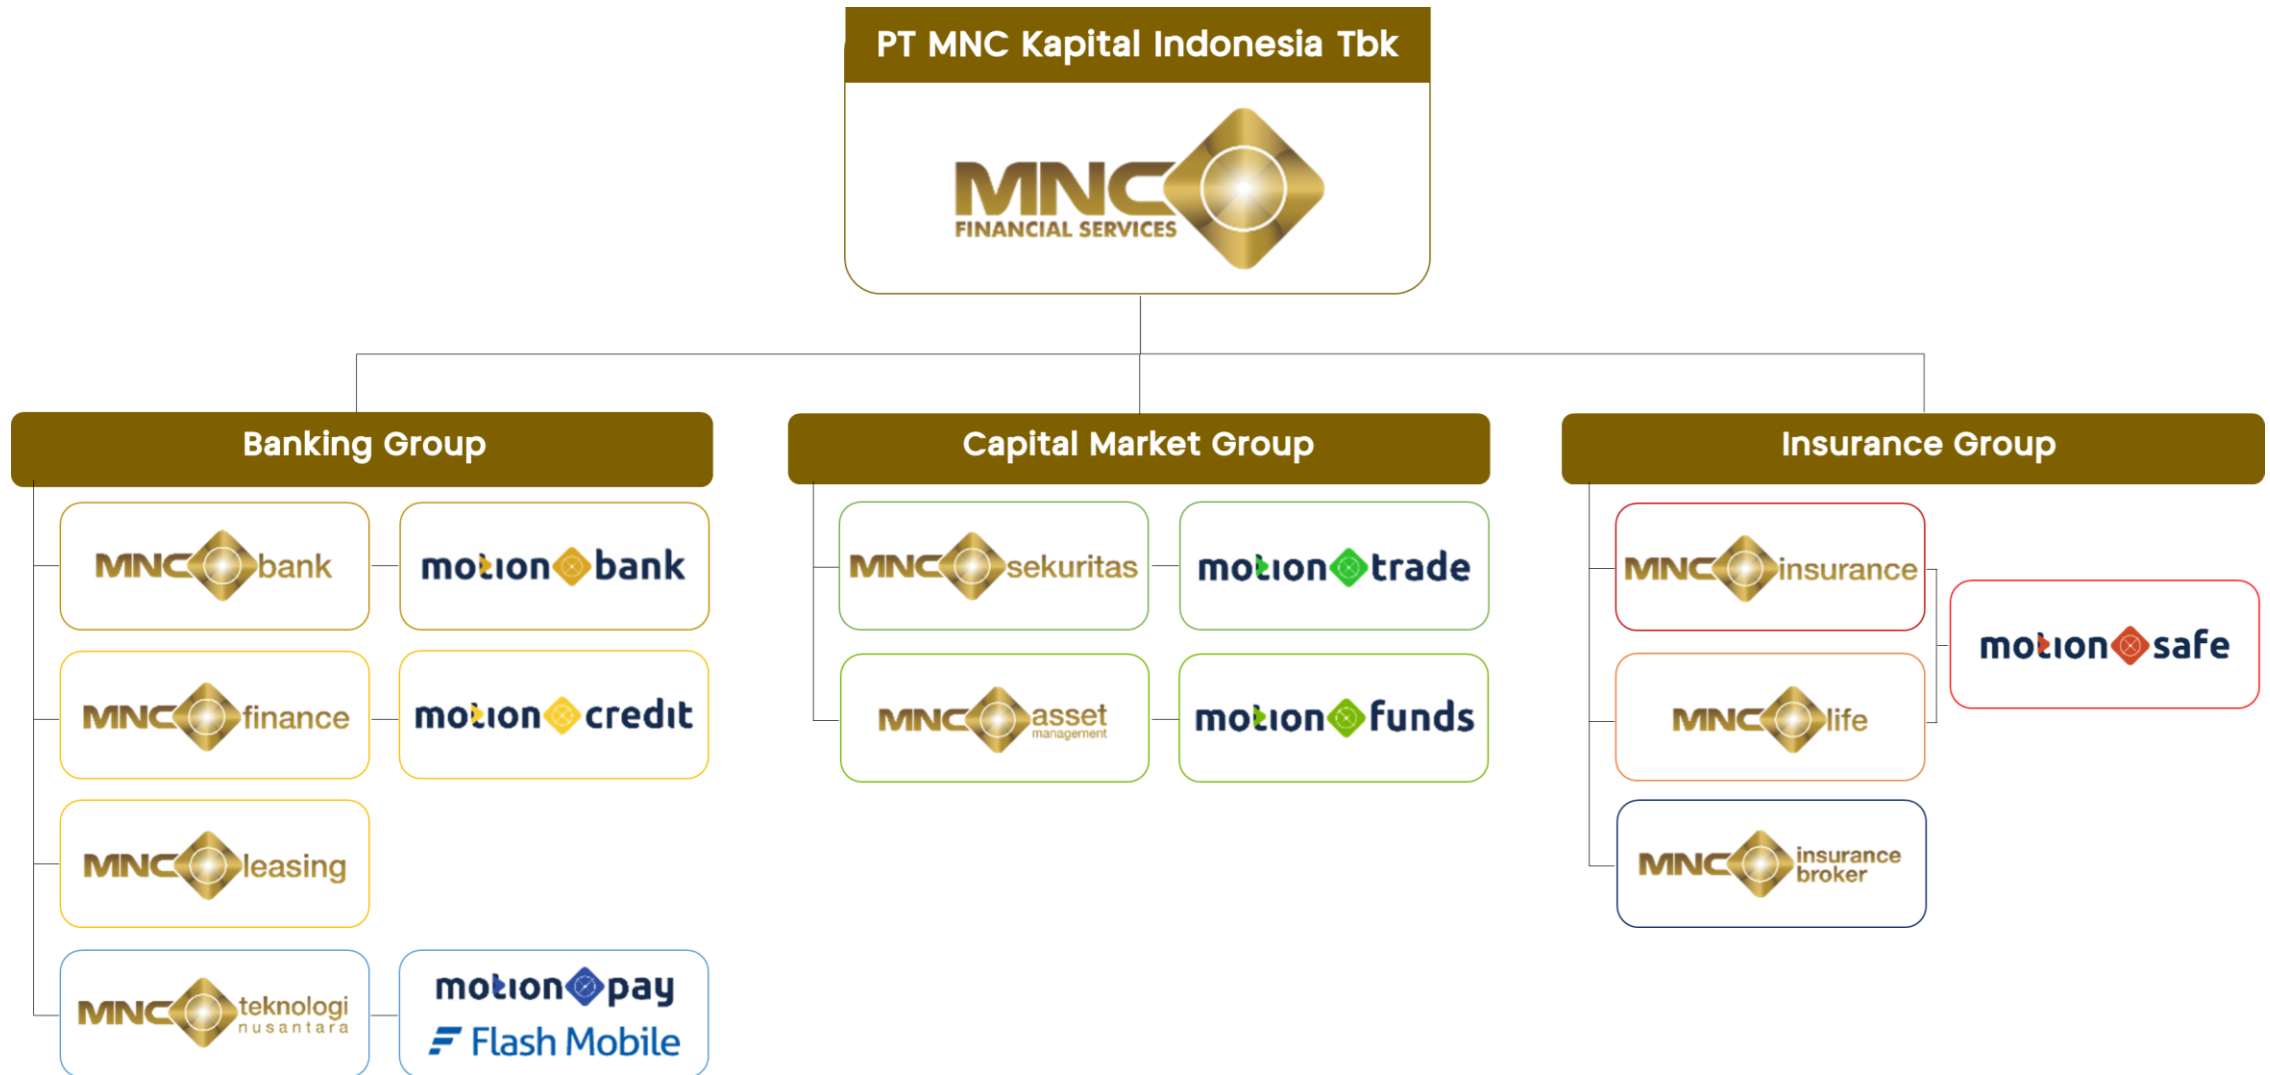 PT MNC Kapital Indonesia Tbk
MNC
FINANCIAL SERVICES
Banking Group
MNC bank
motion bank
MNC finance
motion credit
MNC leasing
MNC teknologi
nusantara
motion pay
Flash Mobile
Capital Market Group
MNC sekuritas
motion trade
MNC asset
management
motion funds
Insurance Group
MNC insurance
MNC life
motion safe
MNC insurance
broker